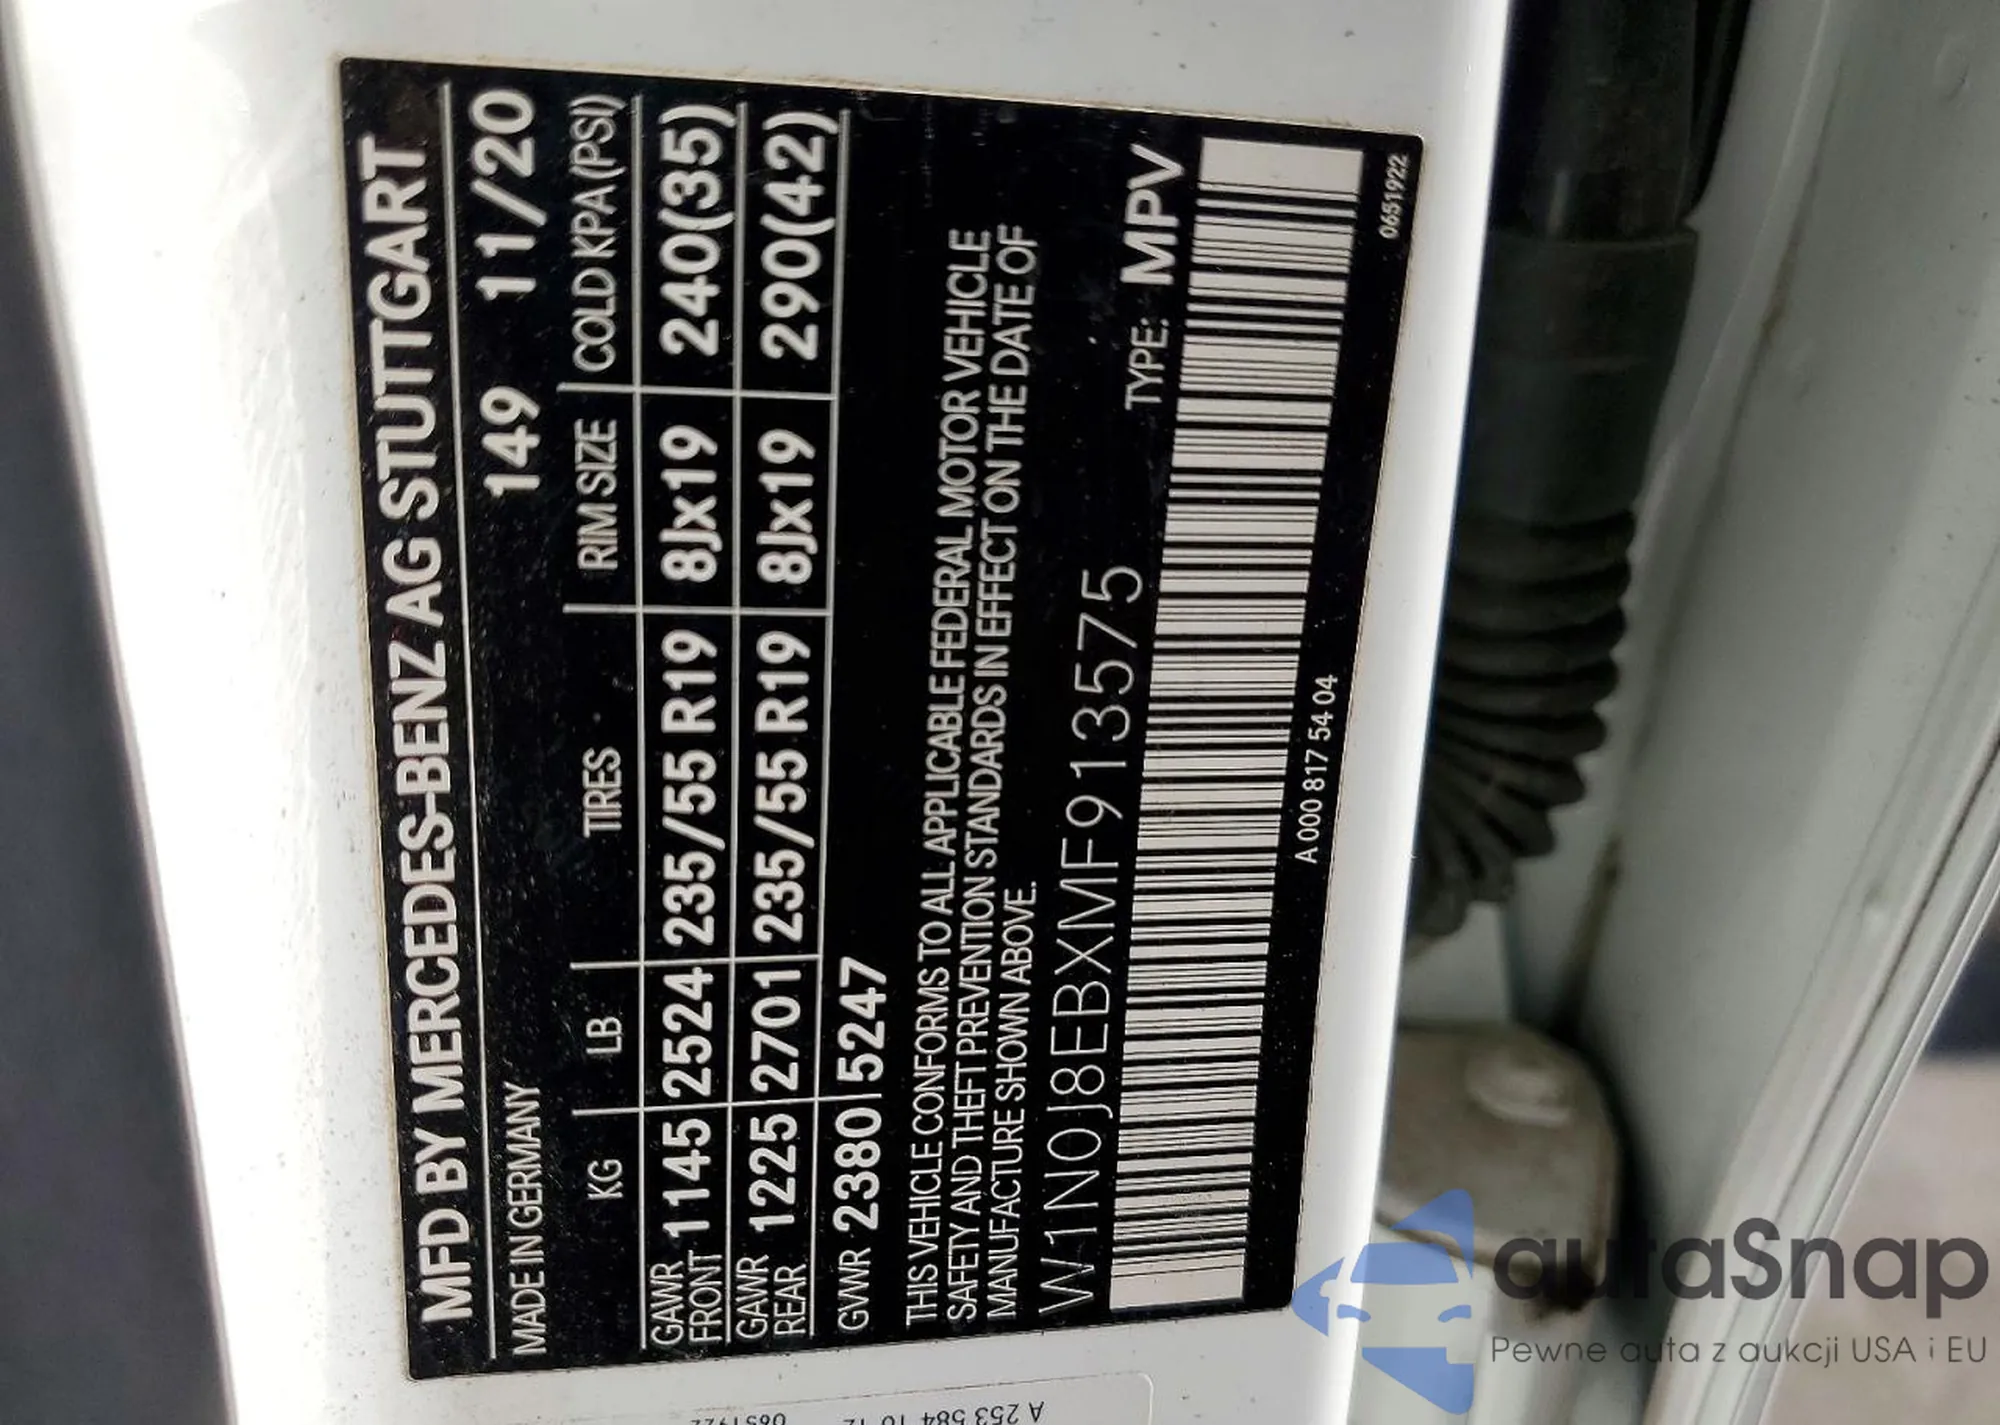 MFD BY MERCEDES-BENZ AG STUTTGART
MADE IN GERMANY 149 11/20
KG LB TIRES RIM SIZE COLD KPA(PSI)
GAWR FRONT 1145 2524 235/55 R19 8Jx19 240(35)
GAWR REAR 1225 2701 235/55 R19 8Jx19 290(42)
GVWR 2380 5247
THIS VEHICLE CONFORMS TO ALL APPLICABLE FEDERAL MOTOR VEHICLE
SAFETY AND THEFT PREVENTION STANDARDS IN EFFECT ON THE DATE OF
MANUFACTURE SHOWN ABOVE.
W1N0J8EBXMF913575 TYPE: MPV
A 000 817 54 04
0651922
A 253 584 10 12
autaSnap
Pewne auta z aukcji USA i EU